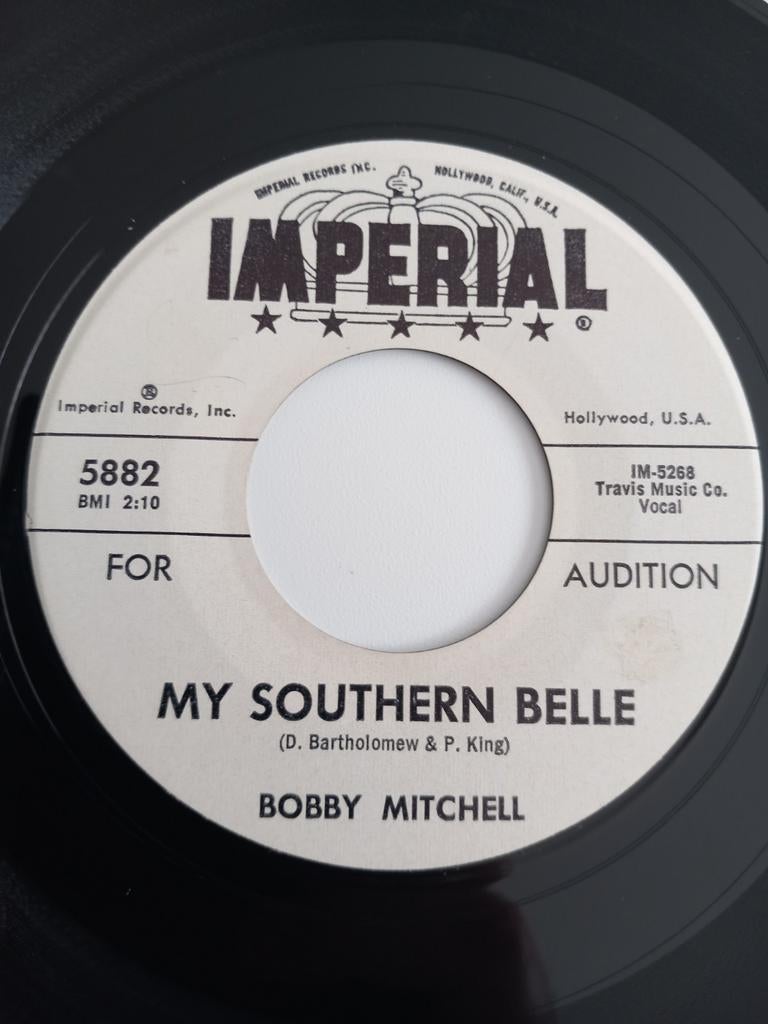 IMPERIAL RECORDS INC. HOLLYWOOD, CALIF., U.S.A.
IMPERIAL
®
®
Imperial Records, Inc. Hollywood, U.S.A.
5882
BMI 2:10
IM-5268
Travis Music Co.
Vocal
FOR AUDITION
MY SOUTHERN BELLE
(D. Bartholomew & P. King)
BOBBY MITCHELL